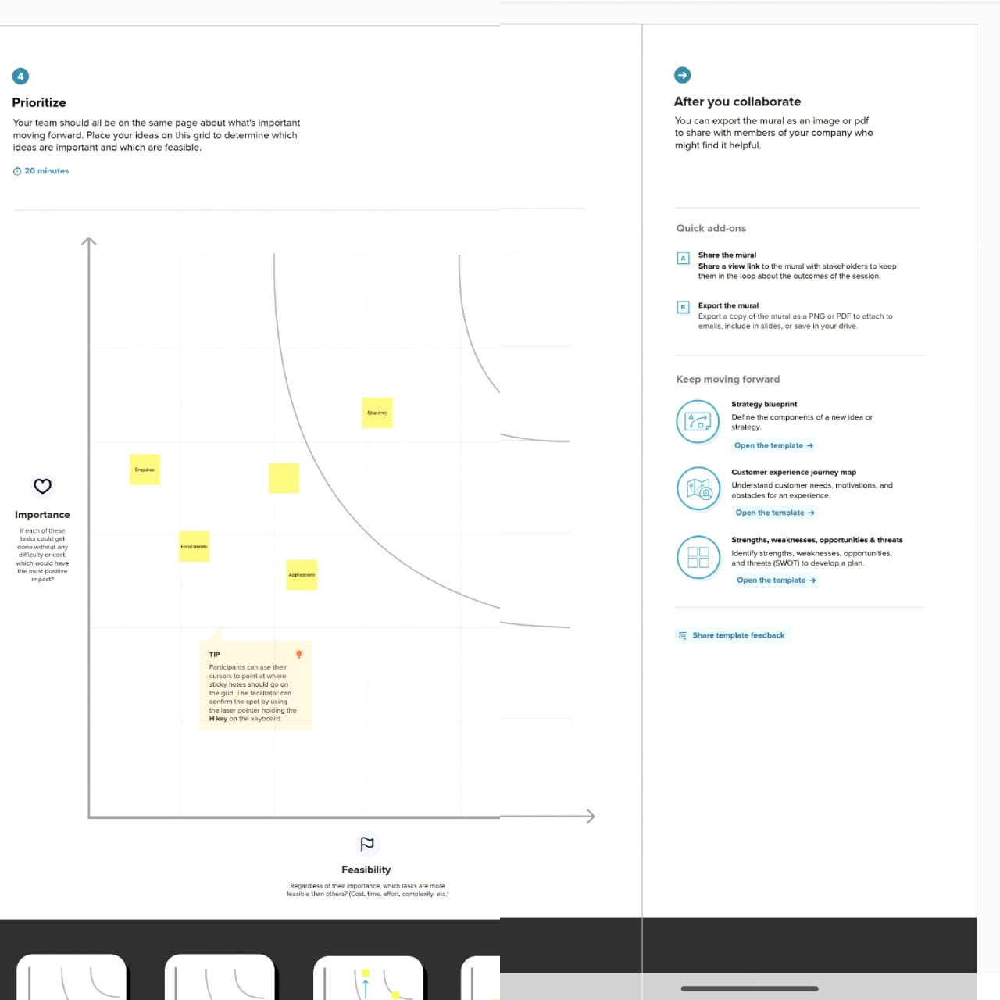 4
Prioritize
Your team should all be on the same page about what's important
moving forward. Place your ideas on this grid to determine which
ideas are important and which are feasible.
20 minutes
Students
Enquires
Enrollments
Applications
Importance
If each of these
tasks could get
done without any
difficulty or cost,
which would have
the most positive
impact?
TIP
Participants can use their
cursors to point at where
sticky notes should go on
the grid. The facilitator can
confirm the spot by using
the laser pointer holding the
H key on the keyboard.
Feasibility
Regardless of their importance, which tasks are more
feasible than others? (Cost, time, effort, complexity, etc.)
After you collaborate
You can export the mural as an image or pdf
to share with members of your company who
might find it helpful.
Quick add-ons
A
Share the mural
Share a view link to the mural with stakeholders to keep
them in the loop about the outcomes of the session.
B
Export the mural
Export a copy of the mural as a PNG or PDF to attach to
emails, include in slides, or save in your drive.
Keep moving forward
Strategy blueprint
Define the components of a new idea or
strategy.
Open the template →
Customer experience journey map
Understand customer needs, motivations, and
obstacles for an experience.
Open the template →
Strengths, weaknesses, opportunities & threats
Identify strengths, weaknesses, opportunities,
and threats (SWOT) to develop a plan.
Open the template →
Share template feedback